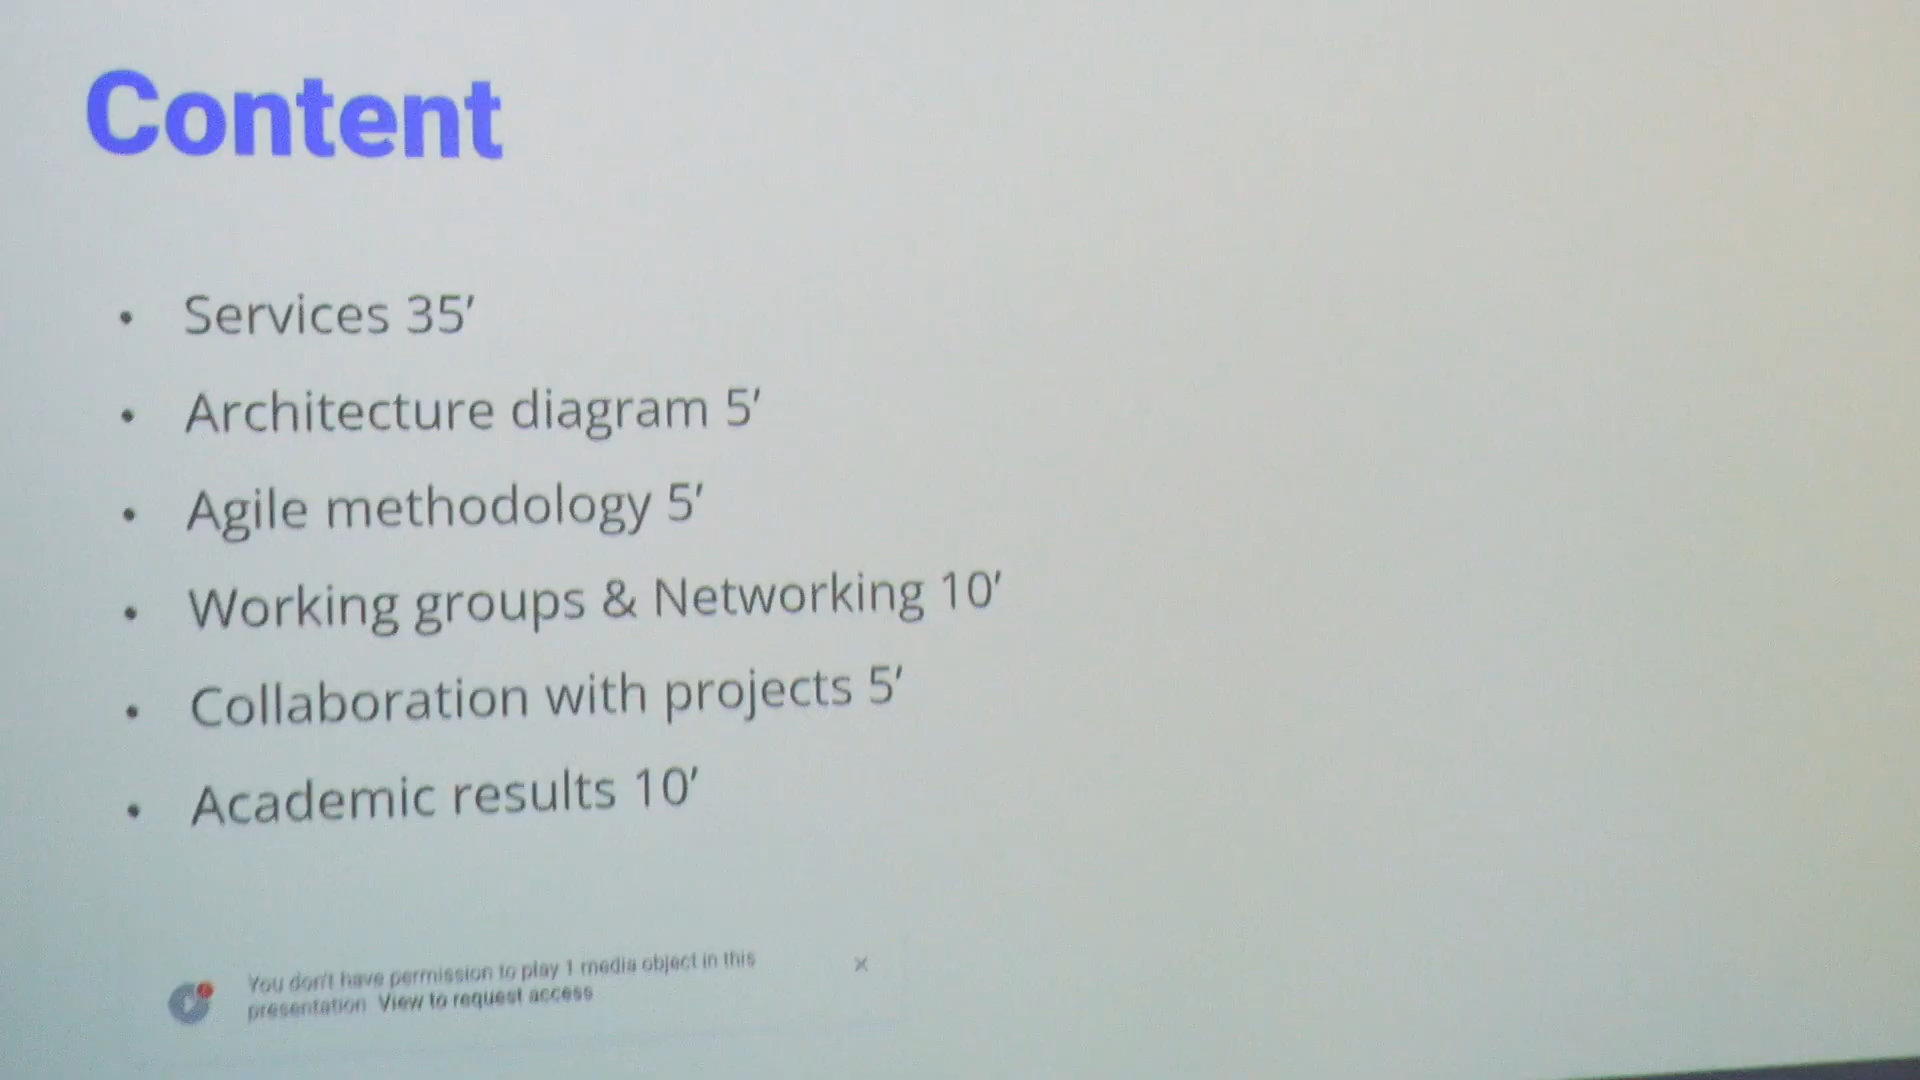 Content
• Services 35’
• Architecture diagram 5’
• Agile methodology 5’
• Working groups & Networking 10’
• Collaboration with projects 5’
• Academic results 10’
You don't have permission to play 1 media object in this
presentation View to request access